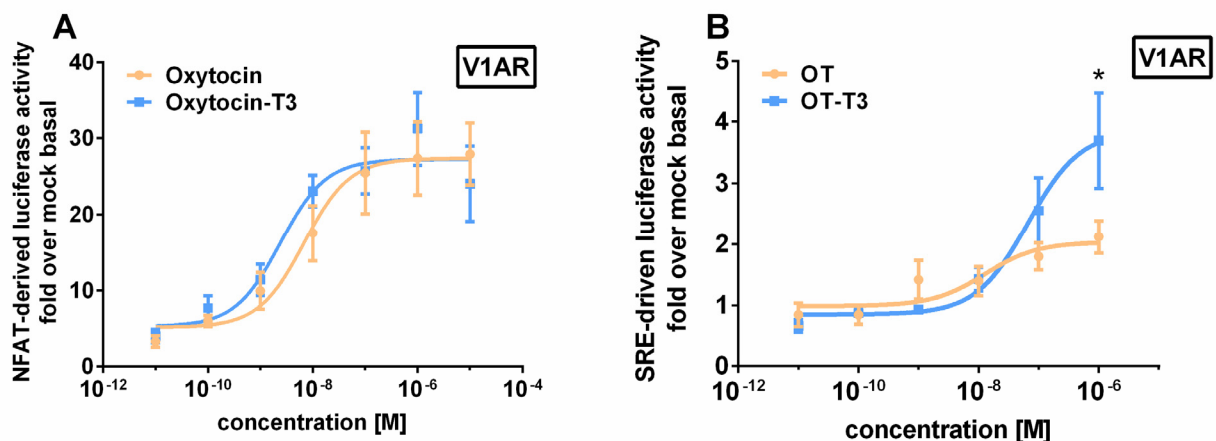 A
NFAT-derived luciferase activity
fold over mock basal
V1AR
Oxytocin
Oxytocin-T3
40
30
20
10
0
10-12
10-10
10-8
10-6
10-4
concentration [M]
B
SRE-driven luciferase activity
fold over mock basal
V1AR
OT
OT-T3
*
5
4
3
2
1
0
10-12
10-10
10-8
10-6
concentration [M]